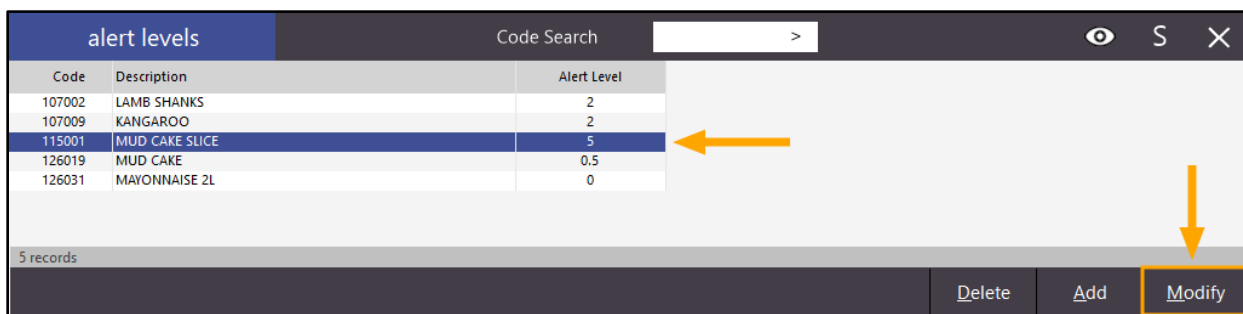 alert levels Code Search > S
Code Description Alert Level
107002 LAMB SHANKS 2
107009 KANGAROO 2
115001 MUD CAKE SLICE 5
126019 MUD CAKE 0.5
126031 MAYONNAISE 2L 0
5 records
Delete Add Modify